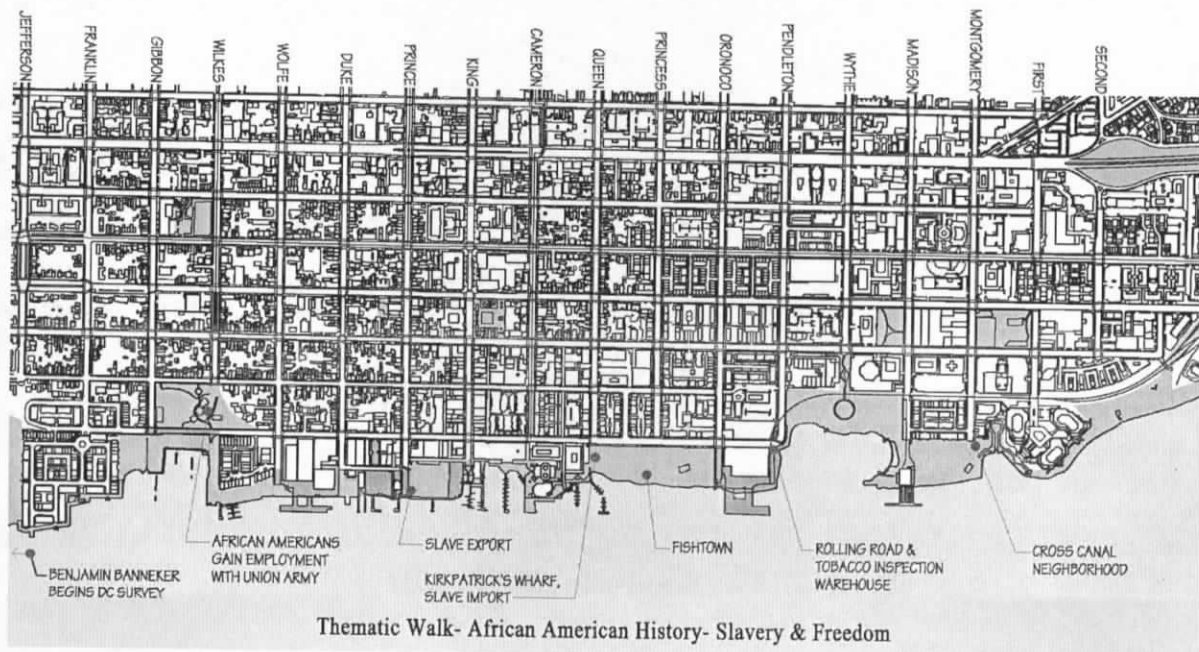 JEFFERSON
FRANKLIN
GIBBON
WILKES
WOLFE
DUKE
PRINCE
KING
CAMERON
QUEEN
PRINCESS
ORONOCO
PENDLETON
WYTHE
MADISON
MONTGOMERY
FIRST
SECOND
BENJAMIN BANNEKER
BEGINS DC SURVEY
AFRICAN AMERICANS
GAIN EMPLOYMENT
WITH UNION ARMY
SLAVE EXPORT
KIRKPATRICK'S WHARF,
SLAVE IMPORT
FISHTOWN
ROLLING ROAD &
TOBACCO INSPECTION
WAREHOUSE
CROSS CANAL
NEIGHBORHOOD
Thematic Walk- African American History- Slavery & Freedom